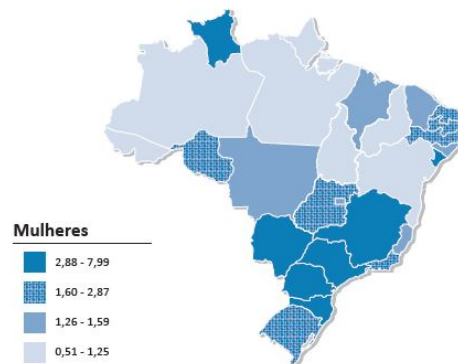 Mulheres
2,88 - 7,99
1,60 - 2,87
1,26 - 1,59
0,51 - 1,25